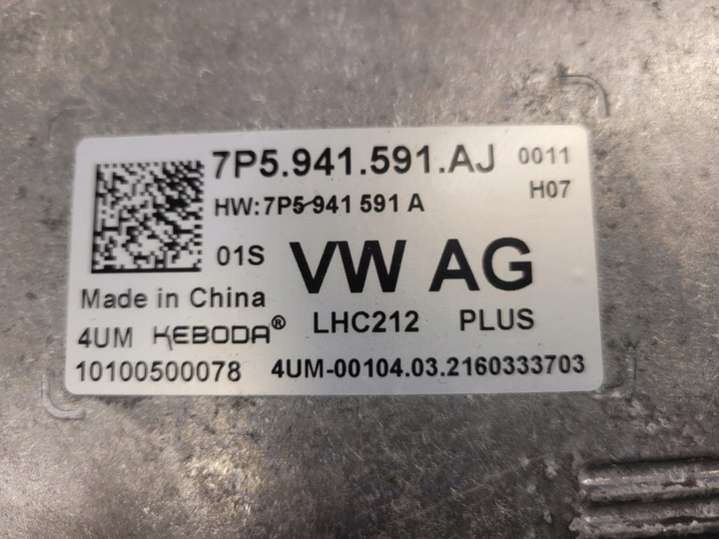 7P5.941.591.AJ 0011
HW:7P5 941 591 A H07
01S VW AG
Made in China LHC212 PLUS
4UM KEBODA®
10100500078 4UM-00104.03.2160333703